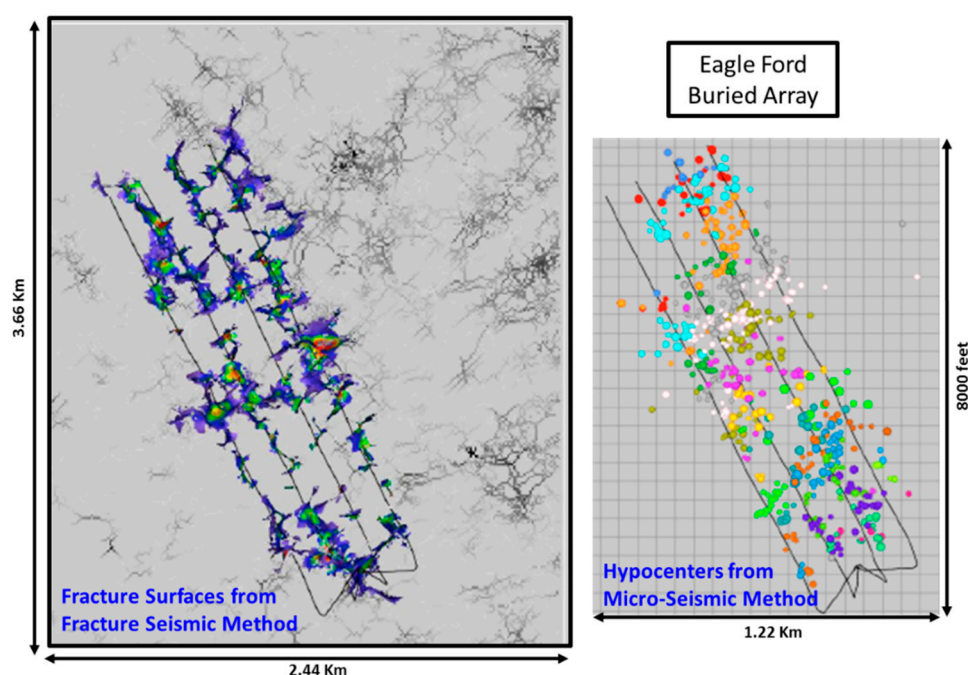 3.66 Km
Fracture Surfaces from
Fracture Seismic Method
2.44 Km
Eagle Ford
Buried Array
8000 feet
Hypocenters from
Micro-Seismic Method
1.22 Km